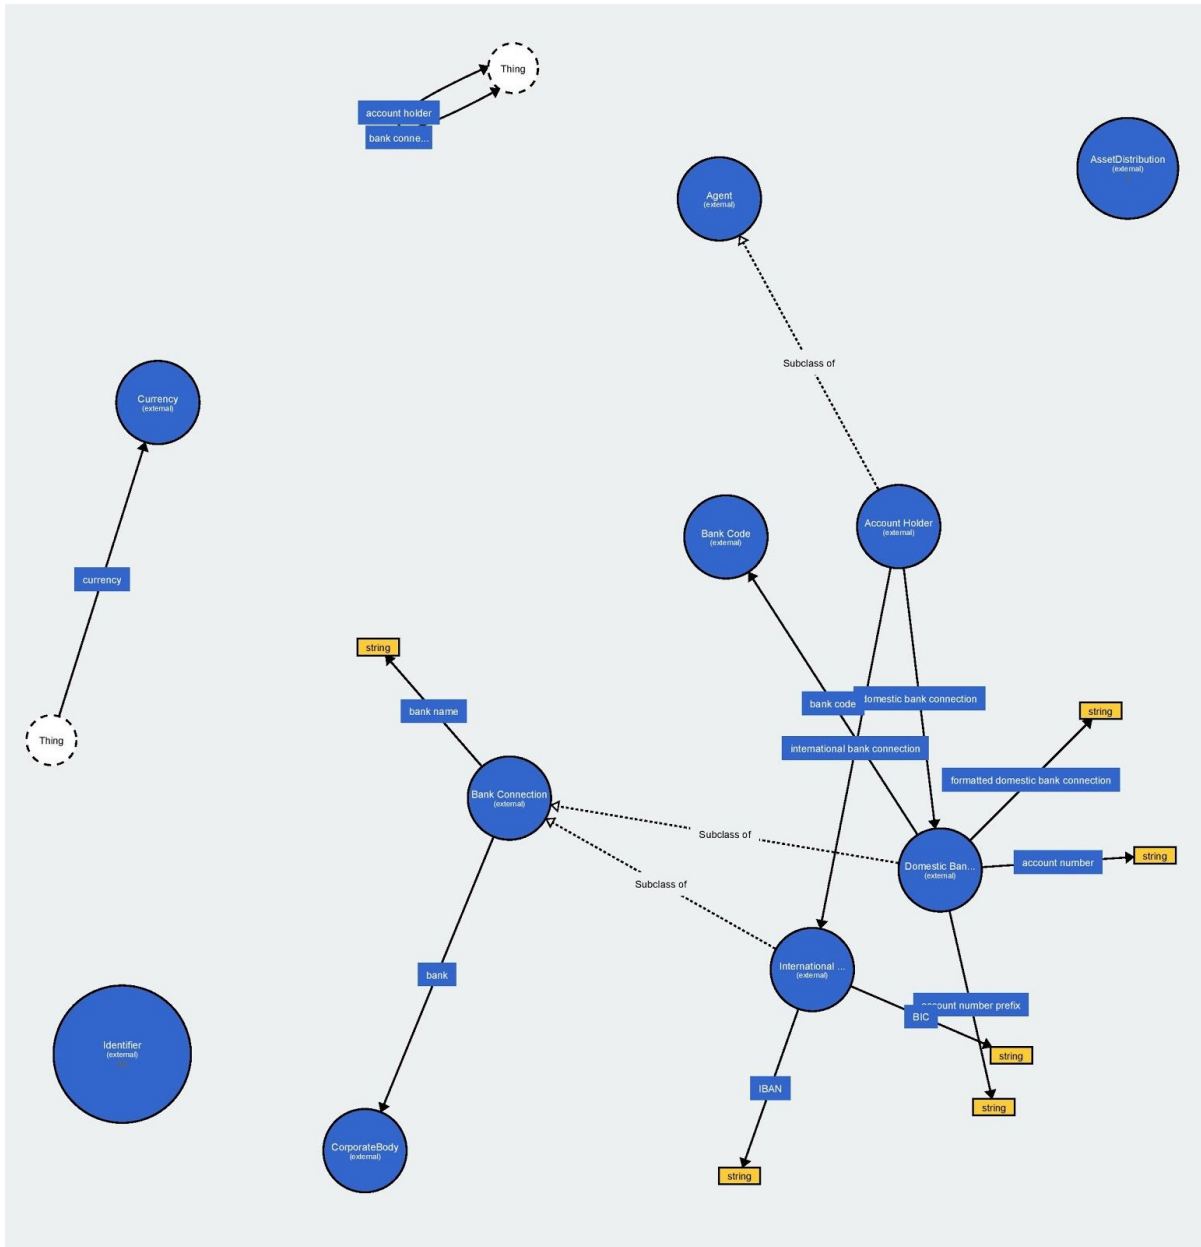 Thing
account holder
bank conne...
AssetDistribution
(external)
Agent
(external)
Subclass of
Currency
(external)
Bank Code
(external)
Account Holder
(external)
currency
string
bank name
bank code
domestic bank connection
string
Thing
international bank connection
formatted domestic bank connection
Bank Connection
(external)
Subclass of
account number
string
Domestic Ban...
(external)
Subclass of
bank
International ...
(external)
account number prefix
BIC
Identifier
(external)
string
IBAN
string
CorporateBody
(external)
string